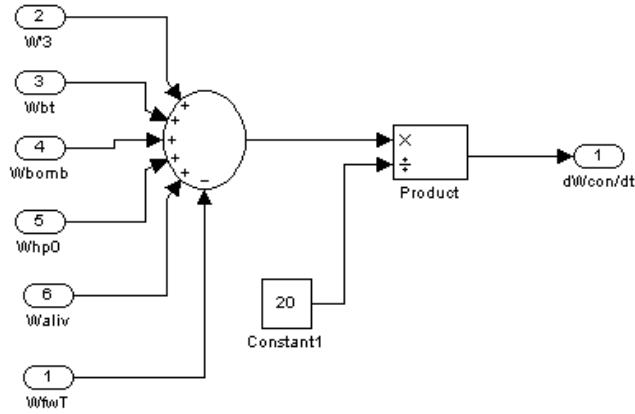 2
W'3
3
Wbt
4
Wbomb
5
Whp0
6
Waliv
1
WfwT
+
+
+
+
+
−
20
Constant1
×
÷
Product
1
dWcon/dt